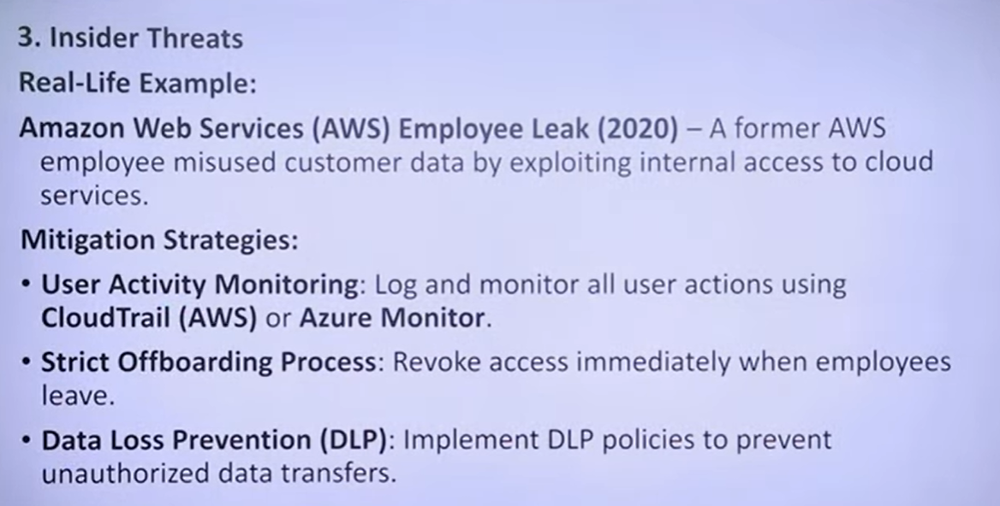 3. Insider Threats
Real-Life Example:
Amazon Web Services (AWS) Employee Leak (2020) – A former AWS
employee misused customer data by exploiting internal access to cloud
services.
Mitigation Strategies:
• User Activity Monitoring: Log and monitor all user actions using
CloudTrail (AWS) or Azure Monitor.
• Strict Offboarding Process: Revoke access immediately when employees
leave.
• Data Loss Prevention (DLP): Implement DLP policies to prevent
unauthorized data transfers.